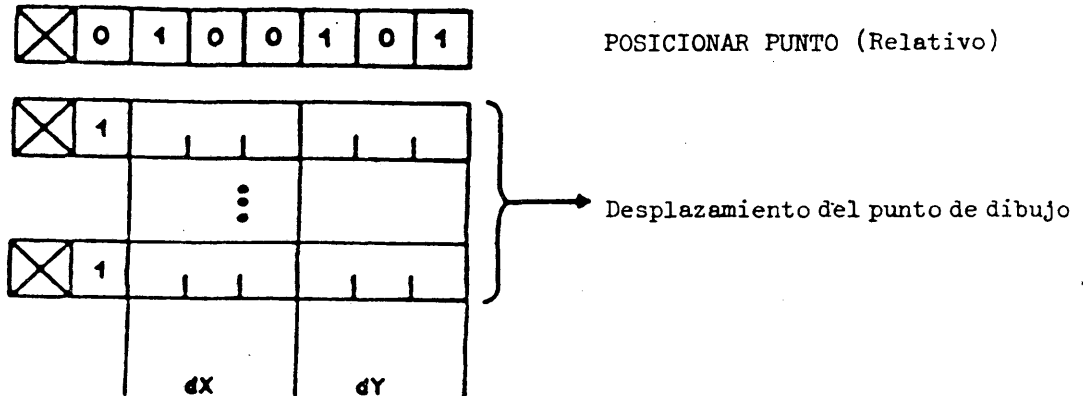 0 1 0 0 1 0 1 POSICIONAR PUNTO (Relativo)
1
Desplazamiento del punto de dibujo
1
dX dY